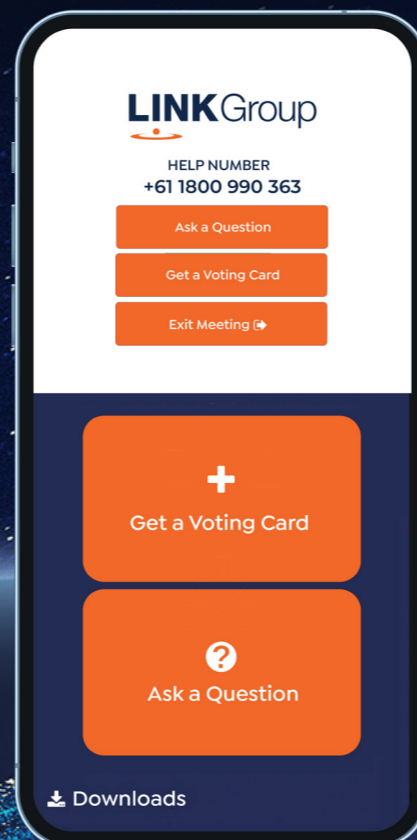 LINKGroup
HELP NUMBER
+61 1800 990 363
Ask a Question
Get a Voting Card
Exit Meeting
Get a Voting Card
Ask a Question
Downloads